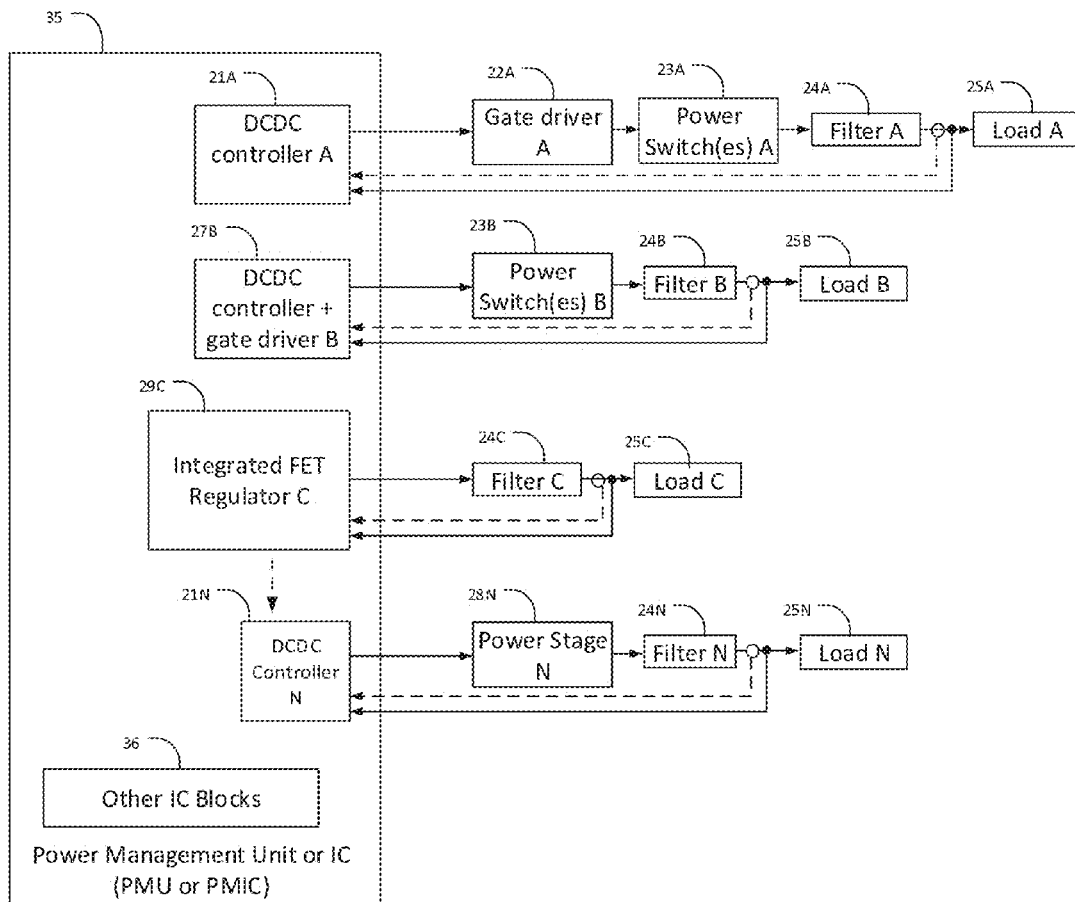 35
21A
DCDC
controller A
22A
Gate driver
A
23A
Power
Switch(es) A
24A
Filter A
25A
Load A
27B
DCDC
controller +
gate driver B
23B
Power
Switch(es) B
24B
Filter B
25B
Load B
29C
Integrated FET
Regulator C
24C
Filter C
25C
Load C
21N
DCDC
Controller
N
28N
Power Stage
N
24N
Filter N
25N
Load N
36
Other IC Blocks
Power Management Unit or IC
(PMU or PMIC)